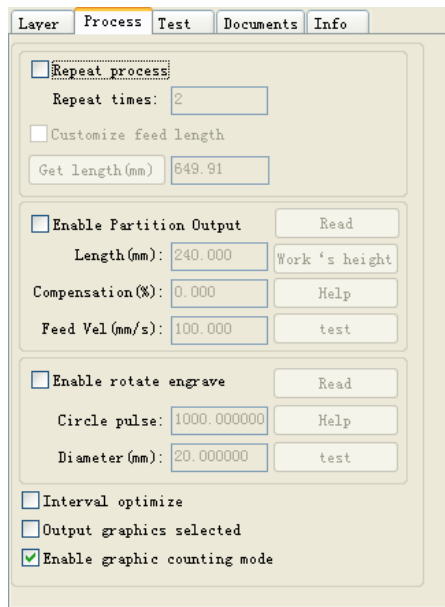 Layer Process Test Documents Info
Repeat process
Repeat times: 2
Customize feed length
Get length(mm) 649.91
Enable Partition Output Read
Length(mm): 240.000 Work‘s height
Compensation(%): 0.000 Help
Feed Vel(mm/s): 100.000 test
Enable rotate engrave Read
Circle pulse: 1000.000000 Help
Diameter(mm): 20.000000 test
Interval optimize
Output graphics selected
Enable graphic counting mode